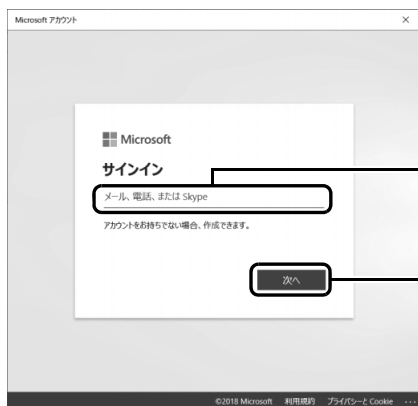 Microsoft アカウント
Microsoft
サインイン
メール、電話、または Skype
アカウントをお持ちでない場合、作成できます。
次へ
©2018 Microsoft 利用規約 プライバシーと Cookie ...